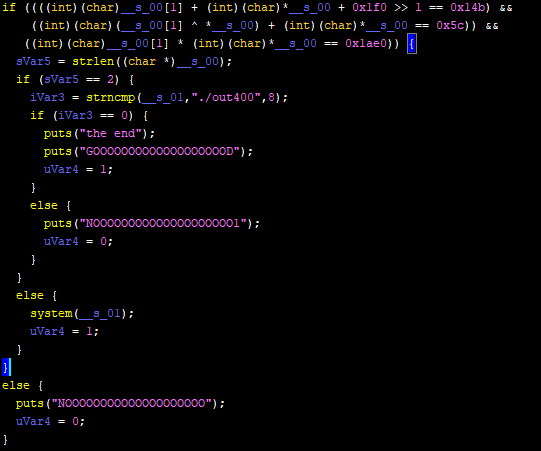 if ((((int)(char)__s_00[1] + (int)(char)*__s_00 + 0x1f0 >> 1 == 0x14b) &&
((int)(char)(__s_00[1] ^ *__s_00) + (int)(char)*__s_00 == 0x5c)) &&
((int)(char)__s_00[1] * (int)(char)*__s_00 == 0x1ae0)) {
sVar5 = strlen((char *)__s_00);
if (sVar5 == 2) {
iVar3 = strncmp(__s_01,"./out400",8);
if (iVar3 == 0) {
puts("the end");
puts("GOOOOOOOOOOOOOOOOOOOD");
uVar4 = 1;
}
else {
puts("NOOOOOOOOOOOOOOOOOOOO1");
uVar4 = 0;
}
}
else {
system(__s_01);
uVar4 = 1;
}
}
else {
puts("NOOOOOOOOOOOOOOOOOOO");
uVar4 = 0;
}